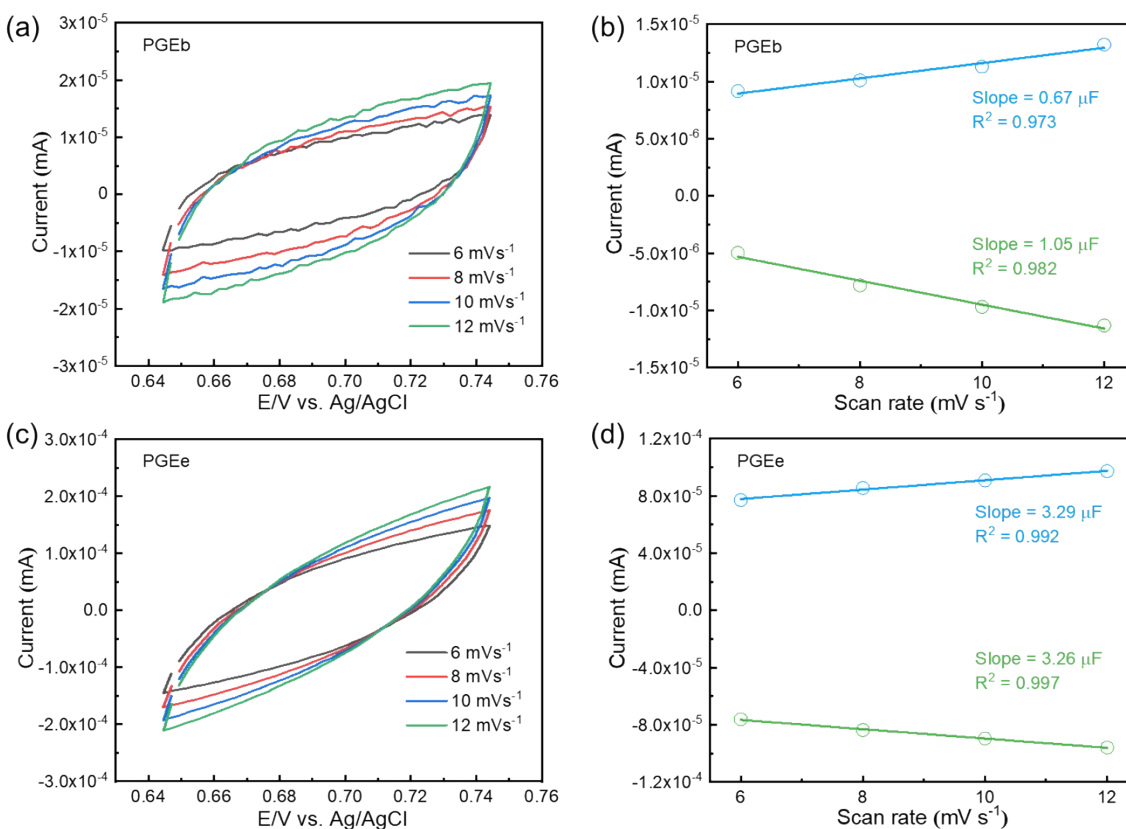 (a)
PGEb
3x10⁻⁵
2x10⁻⁵
1x10⁻⁵
0
-1x10⁻⁵
-2x10⁻⁵
-3x10⁻⁵
Current (mA)
6 mVs⁻¹
8 mVs⁻¹
10 mVs⁻¹
12 mVs⁻¹
0.64 0.66 0.68 0.70 0.72 0.74 0.76
E/V vs. Ag/AgCl
(b)
PGEb
1.5x10⁻⁵
1.0x10⁻⁵
5.0x10⁻⁶
0.0
-5.0x10⁻⁶
-1.0x10⁻⁵
-1.5x10⁻⁵
Current (mA)
Slope = 0.67 μF
R² = 0.973
Slope = 1.05 μF
R² = 0.982
6 8 10 12
Scan rate (mV s⁻¹)
(c)
PGEe
3.0x10⁻⁴
2.0x10⁻⁴
1.0x10⁻⁴
0.0
-1.0x10⁻⁴
-2.0x10⁻⁴
-3.0x10⁻⁴
Current (mA)
6 mVs⁻¹
8 mVs⁻¹
10 mVs⁻¹
12 mVs⁻¹
0.64 0.66 0.68 0.70 0.72 0.74 0.76
E/V vs. Ag/AgCl
(d)
PGEe
1.2x10⁻⁴
8.0x10⁻⁵
4.0x10⁻⁵
0.0
-4.0x10⁻⁵
-8.0x10⁻⁵
-1.2x10⁻⁴
Current (mA)
Slope = 3.29 μF
R² = 0.992
Slope = 3.26 μF
R² = 0.997
6 8 10 12
Scan rate (mV s⁻¹)